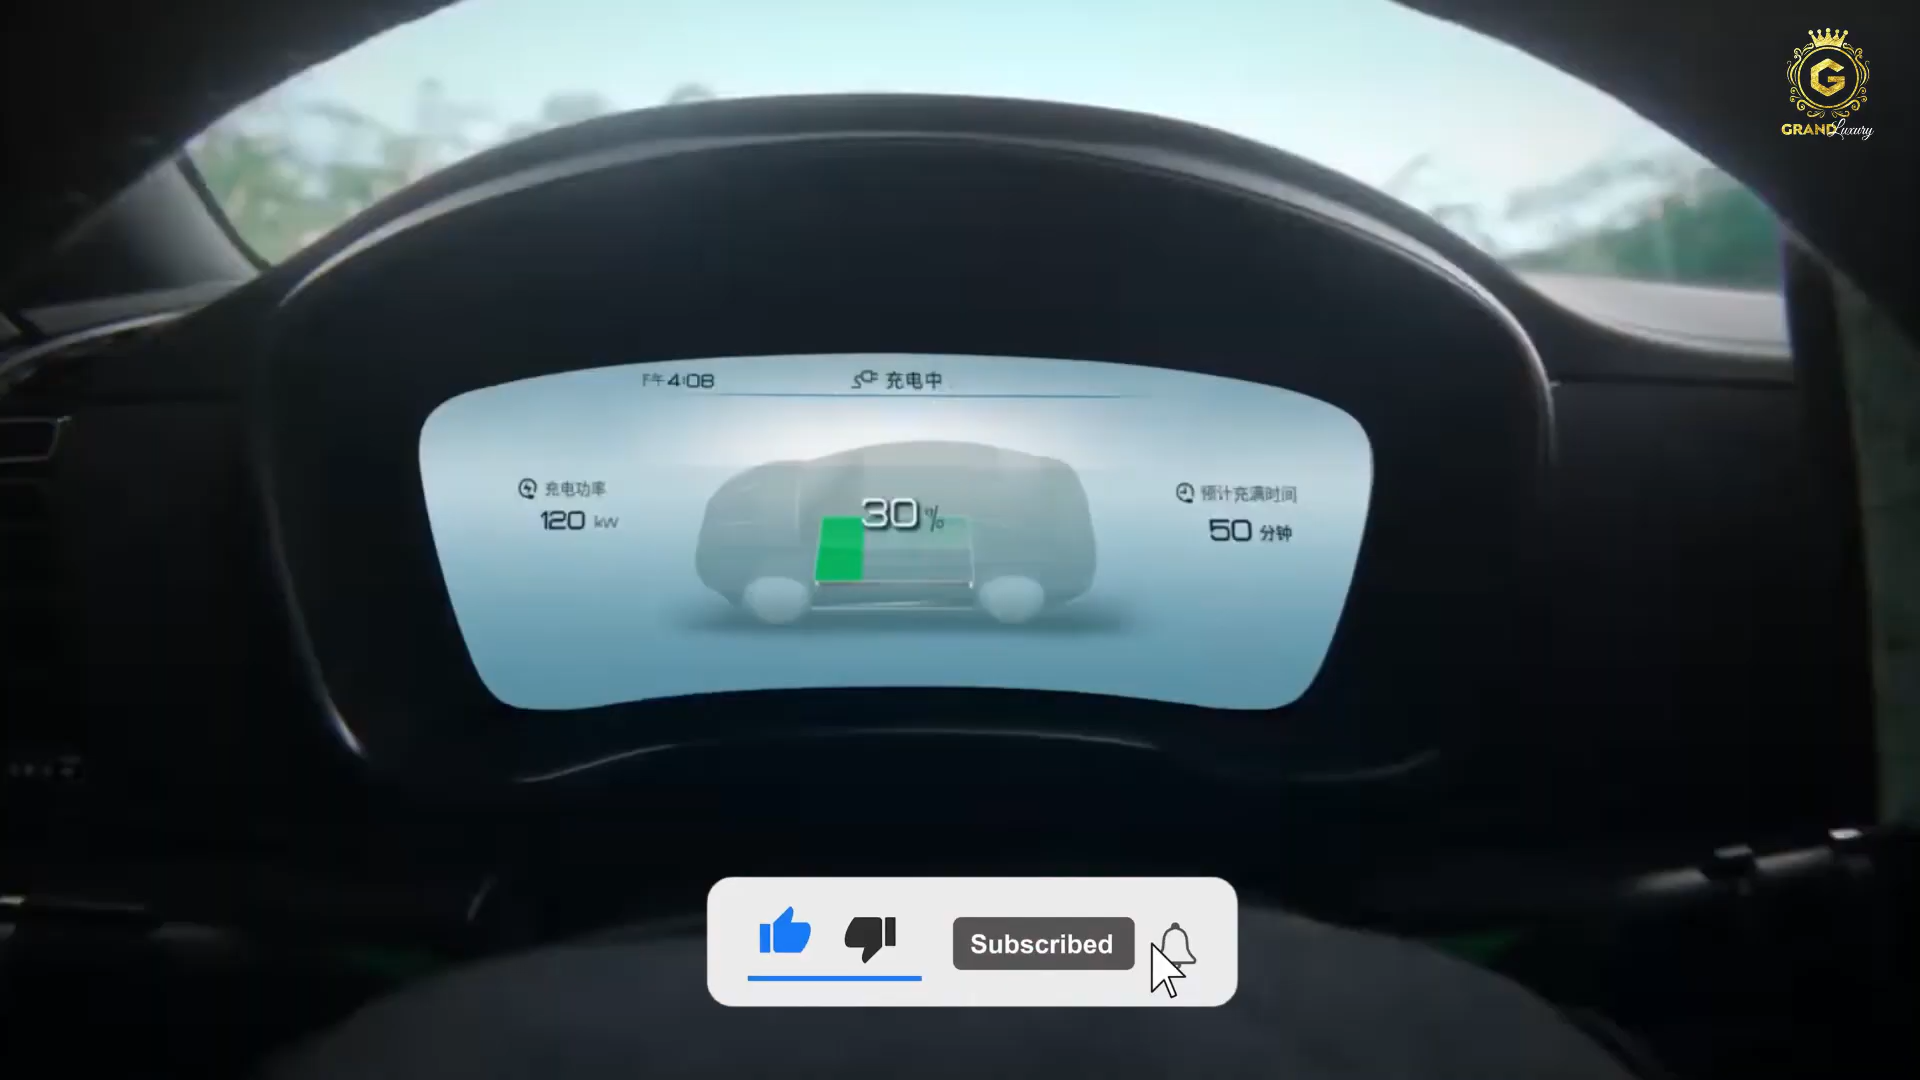 G
GRAND Luxury
下午4:08
充电中
充电功率
120 kW
30%
预计充满时间
50 分钟
Subscribed